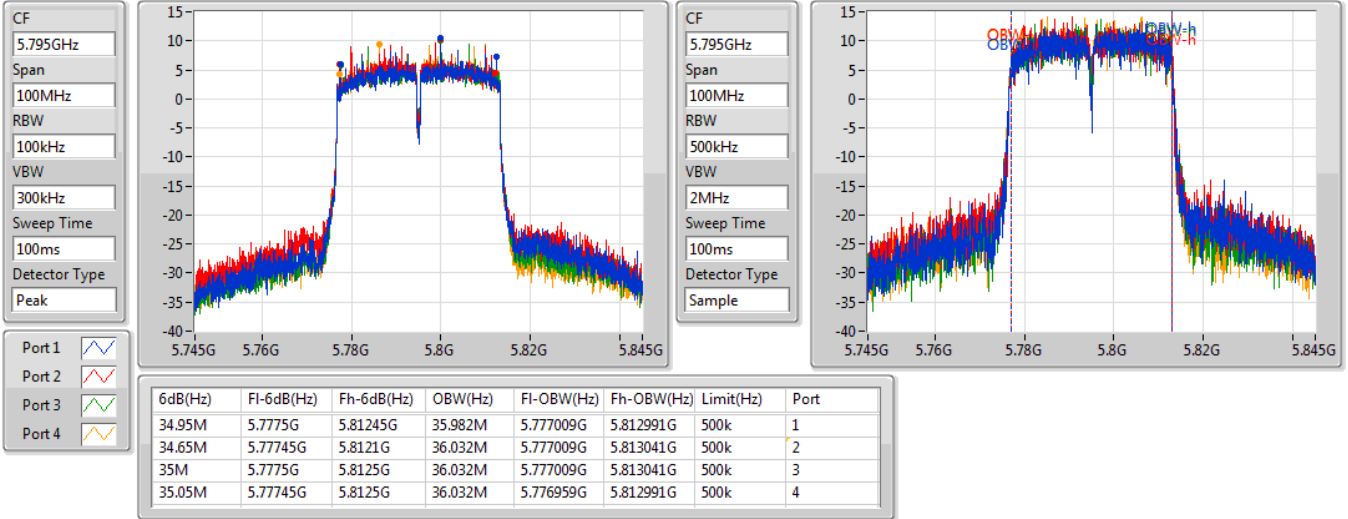 CF
5.795GHz
Span
100MHz
RBW
100kHz
VBW
300kHz
Sweep Time
100ms
Detector Type
Peak
15
10
5
0
-5
-10
-15
-20
-25
-30
-35
-40
5.745G 5.76G 5.78G 5.8G 5.82G 5.845G
CF
5.795GHz
Span
100MHz
RBW
500kHz
VBW
2MHz
Sweep Time
100ms
Detector Type
Sample
15
10
5
0
-5
-10
-15
-20
-25
-30
-35
-40
OBW-h
OBW-h
5.745G 5.76G 5.78G 5.8G 5.82G 5.845G
Port 1
Port 2
Port 3
Port 4
6dB(Hz) Fl-6dB(Hz) Fh-6dB(Hz) OBW(Hz) Fl-OBW(Hz) Fh-OBW(Hz) Limit(Hz) Port
34.95M 5.7775G 5.81245G 35.982M 5.777009G 5.812991G 500k 1
34.65M 5.77745G 5.8121G 36.032M 5.777009G 5.813041G 500k 2
35M 5.7775G 5.8125G 36.032M 5.777009G 5.813041G 500k 3
35.05M 5.77745G 5.8125G 36.032M 5.776959G 5.812991G 500k 4